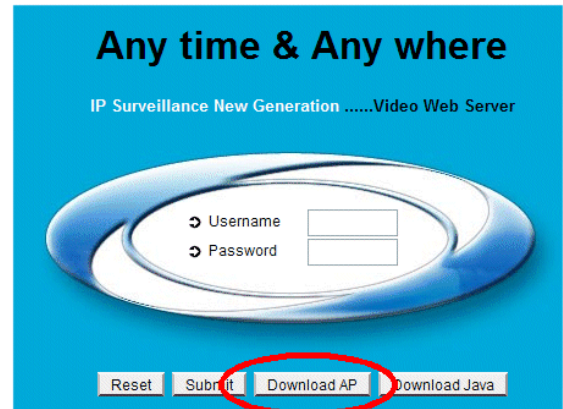 Any time & Any where
IP Surveillance New Generation ......Video Web Server
Username
Password
Reset Submit Download AP Download Java